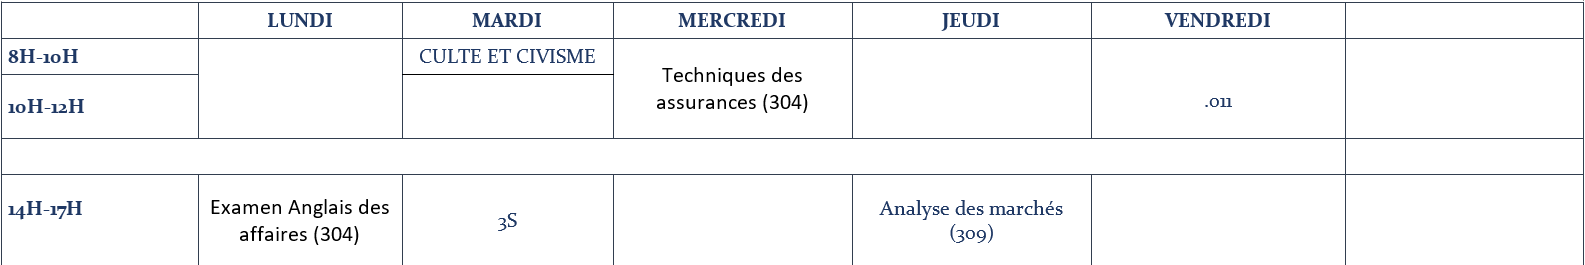 LUNDI MARDI MERCREDI JEUDI VENDREDI
8H-10H CULTE ET CIVISME
Techniques des
assurances (304)
10H-12H .011
14H-17H Examen Anglais des
affaires (304)
3S
Analyse des marchés
(309)